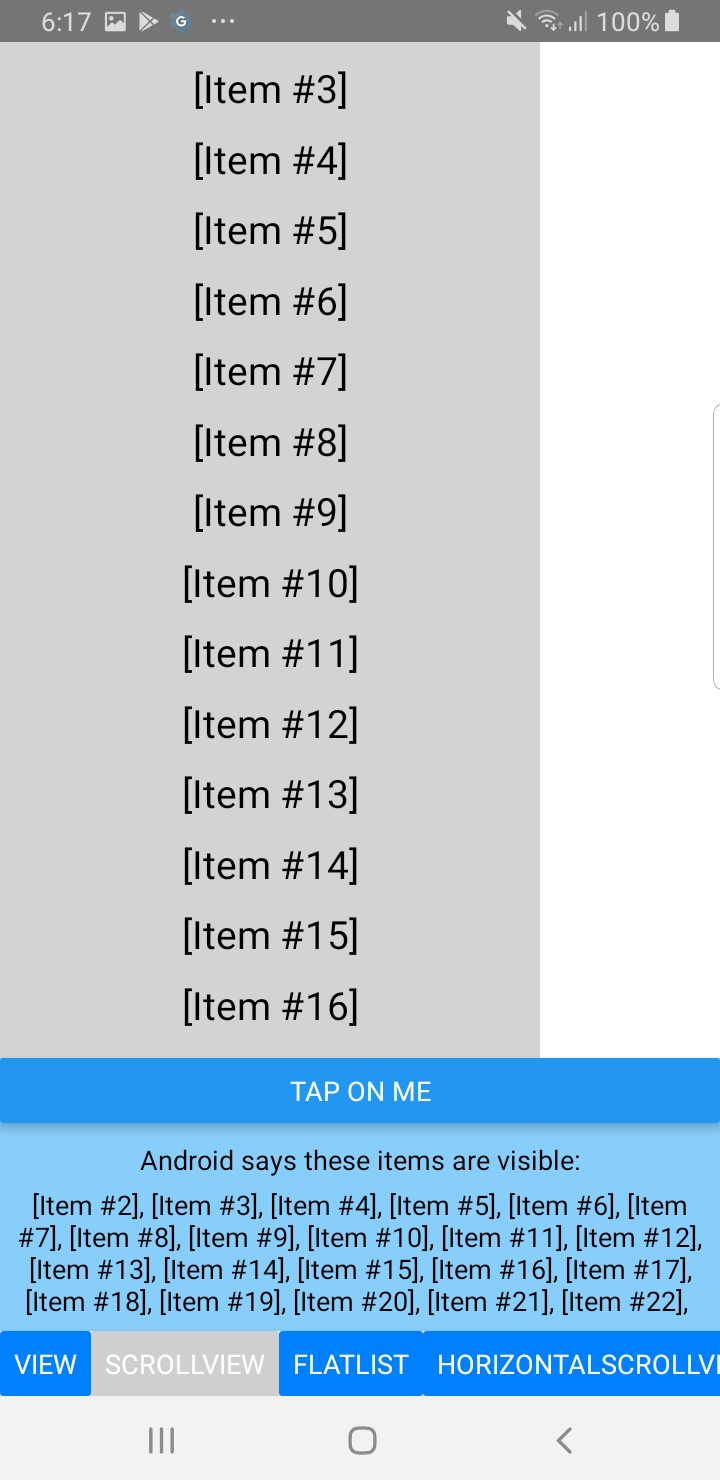 6:17 G ... 100%
[Item #3]
[Item #4]
[Item #5]
[Item #6]
[Item #7]
[Item #8]
[Item #9]
[Item #10]
[Item #11]
[Item #12]
[Item #13]
[Item #14]
[Item #15]
[Item #16]
TAP ON ME
Android says these items are visible:
[Item #2], [Item #3], [Item #4], [Item #5], [Item #6], [Item
#7], [Item #8], [Item #9], [Item #10], [Item #11], [Item #12],
[Item #13], [Item #14], [Item #15], [Item #16], [Item #17],
[Item #18], [Item #19], [Item #20], [Item #21], [Item #22],
VIEW SCROLLVIEW FLATLIST HORIZONTALSCROLLVI